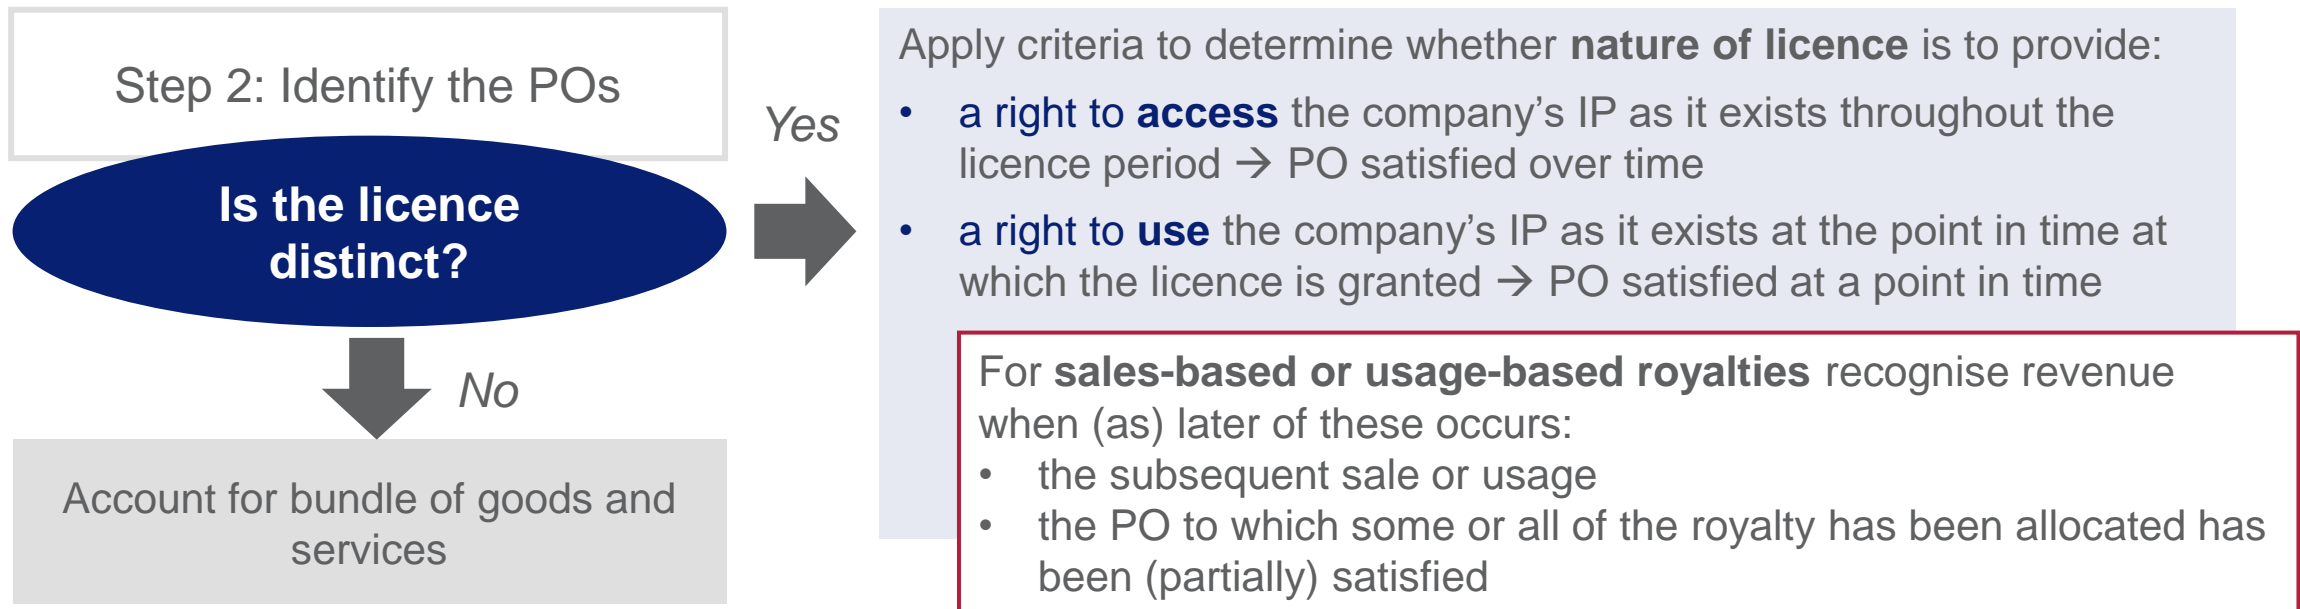 Step 2: Identify the POs
Is the licence
distinct?
Yes
No
Account for bundle of goods and
services
Apply criteria to determine whether nature of licence is to provide:
• a right to access the company's IP as it exists throughout the
licence period → PO satisfied over time
• a right to use the company's IP as it exists at the point in time at
which the licence is granted → PO satisfied at a point in time
For sales-based or usage-based royalties recognise revenue
when (as) later of these occurs:
• the subsequent sale or usage
• the PO to which some or all of the royalty has been allocated has
been (partially) satisfied